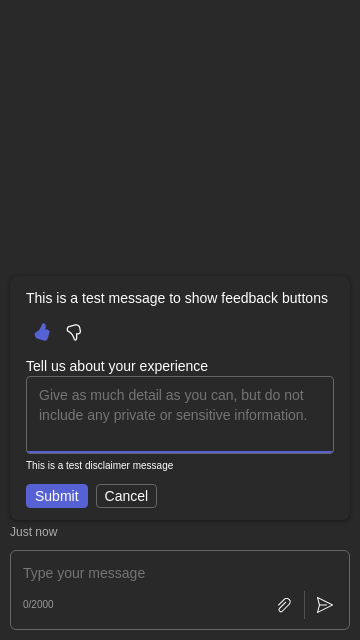 This is a test message to show feedback buttons
Tell us about your experience
Give as much detail as you can, but do not
include any private or sensitive information.
This is a test disclaimer message
Submit Cancel
Just now
Type your message
0/2000